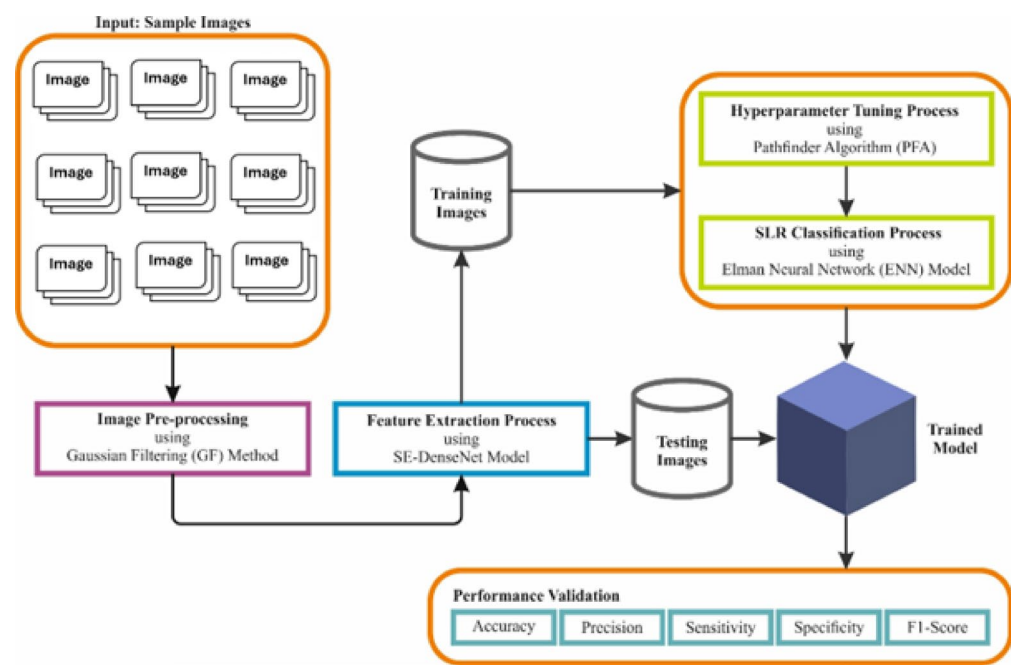 Input: Sample Images
Image
Image
Image
Image
Image
Image
Image
Image
Image
Image Pre-processing
using
Gaussian Filtering (GF) Method
Feature Extraction Process
using
SE-DenseNet Model
Training
Images
Testing
Images
Hyperparameter Tuning Process
using
Pathfinder Algorithm (PFA)
SLR Classification Process
using
Elman Neural Network (ENN) Model
Trained
Model
Performance Validation
Accuracy
Precision
Sensitivity
Specificity
F1-Score